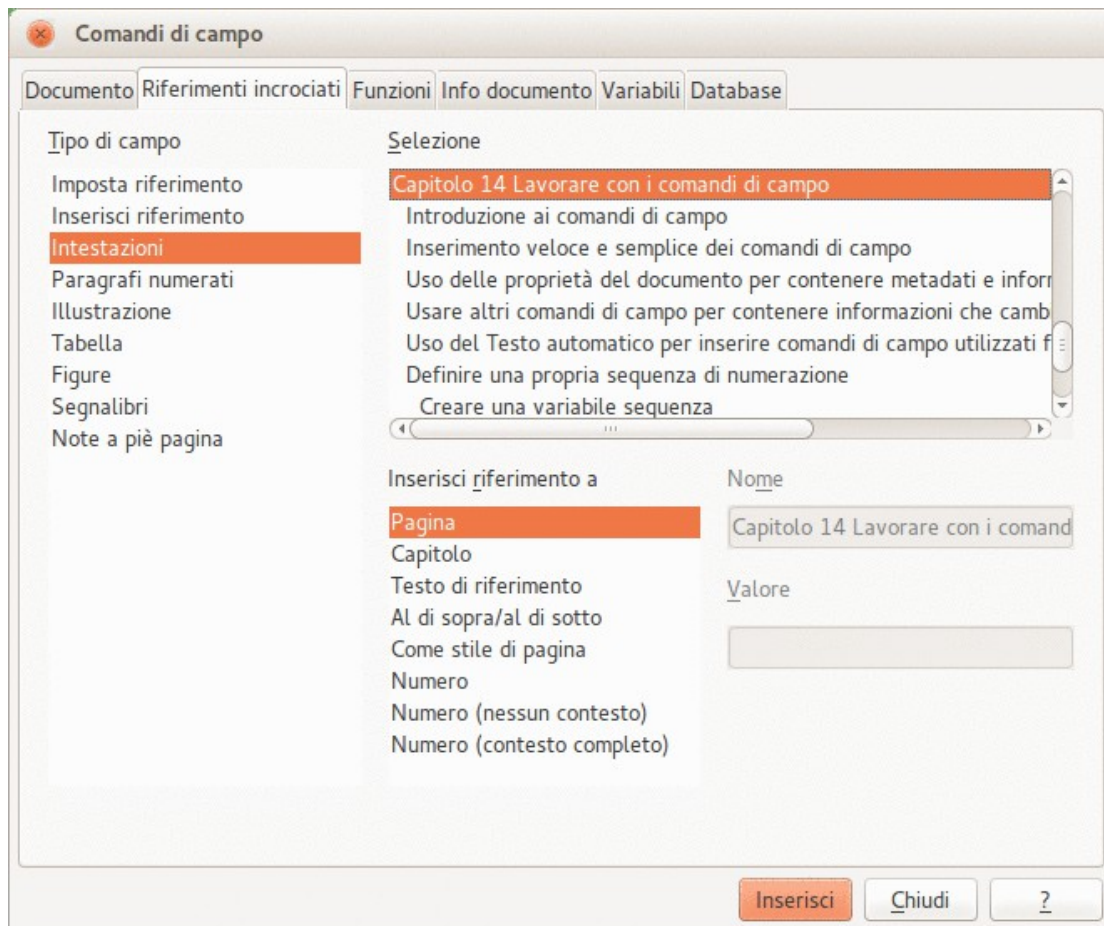 Comandi di campo
Documento Riferimenti incrociati Funzioni Info documento Variabili Database
Tipo di campo
Imposta riferimento
Inserisci riferimento
Intestazioni
Paragrafi numerati
Illustrazione
Tabella
Figure
Segnalibri
Note a piè pagina
Selezione
Capitolo 14 Lavorare con i comandi di campo
Introduzione ai comandi di campo
Inserimento veloce e semplice dei comandi di campo
Uso delle proprietà del documento per contenere metadati e inforr
Usare altri comandi di campo per contenere informazioni che camb
Uso del Testo automatico per inserire comandi di campo utilizzati f
Definire una propria sequenza di numerazione
Creare una variabile sequenza
Inserisci riferimento a
Pagina
Capitolo
Testo di riferimento
Al di sopra/al di sotto
Come stile di pagina
Numero
Numero (nessun contesto)
Numero (contesto completo)
Nome
Capitolo 14 Lavorare con i comand
Valore
Inserisci Chiudi ?